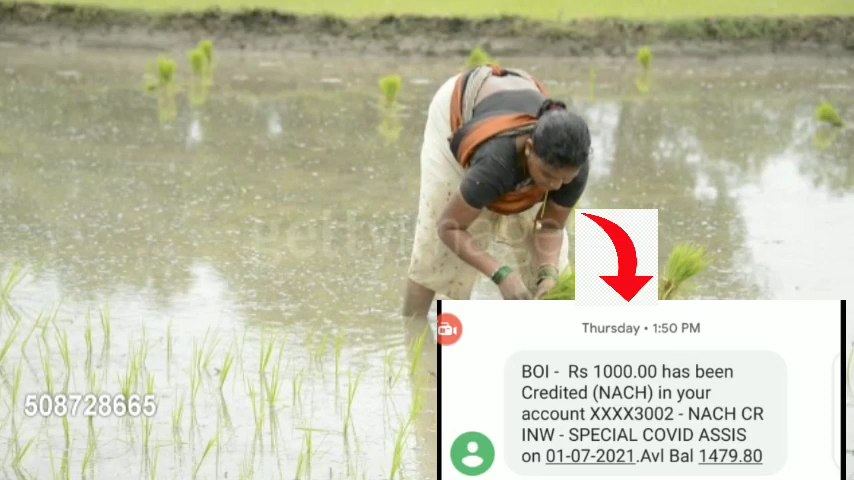 508728665
Thursday • 1:50 PM
BOI - Rs 1000.00 has been
Credited (NACH) in your
account XXXX3002 - NACH CR
INW - SPECIAL COVID ASSIS
on 01-07-2021.Avl Bal 1479.80